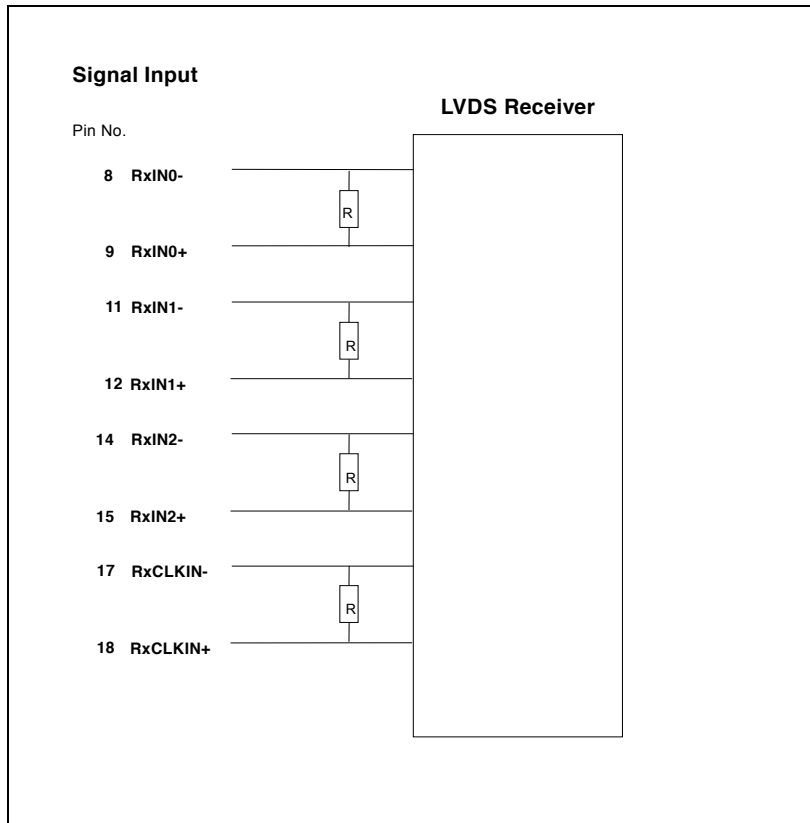 Signal Input
LVDS Receiver
Pin No.
8 RxIN0-
R
9 RxIN0+
11 RxIN1-
R
12 RxIN1+
14 RxIN2-
R
15 RxIN2+
17 RxCLKIN-
R
18 RxCLKIN+